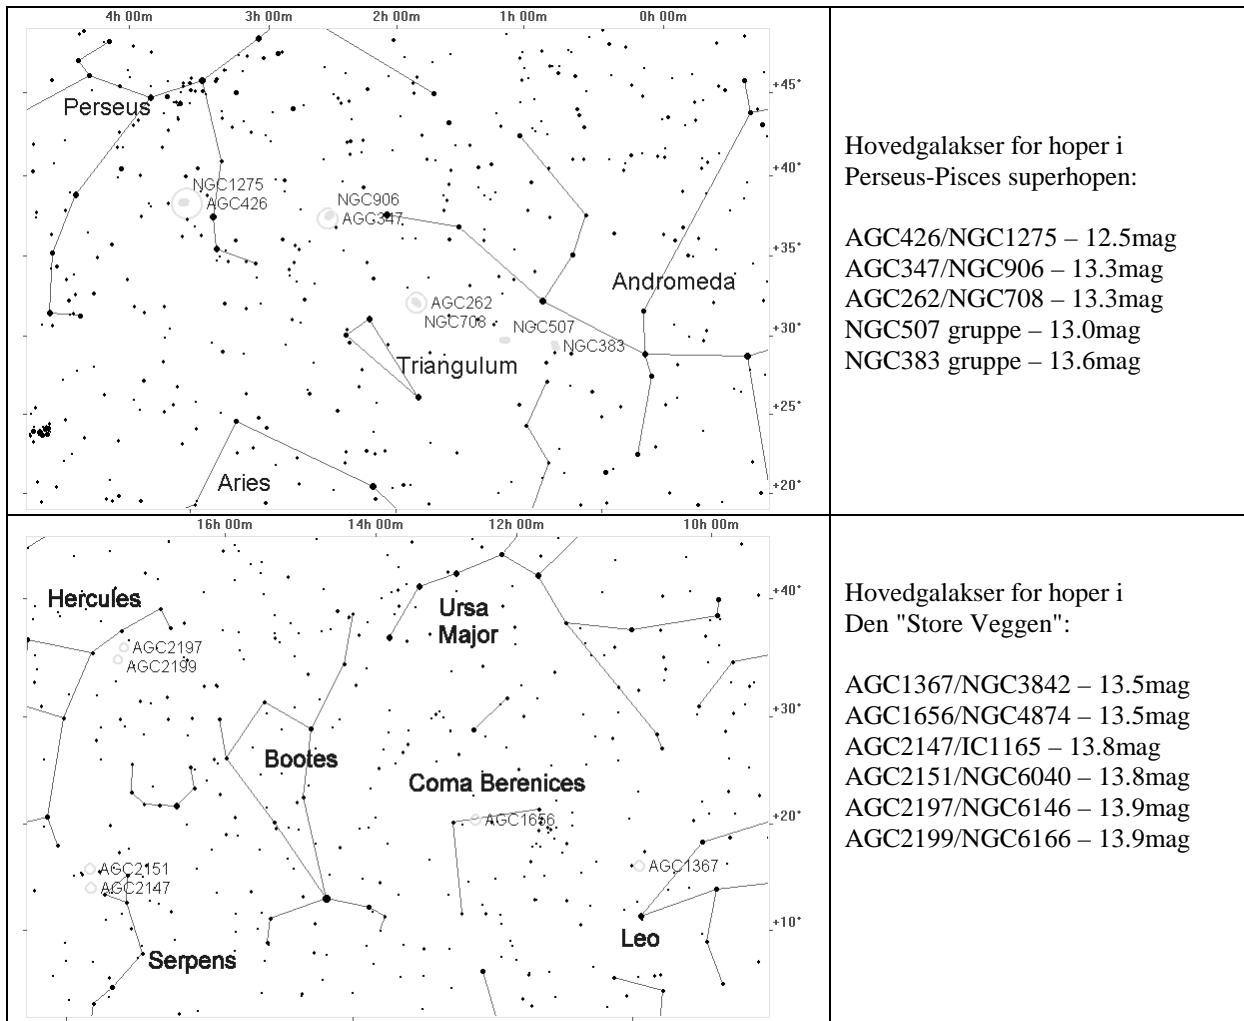 4h 00m 3h 00m 2h 00m 1h 00m 0h 00m
+45°
Perseus
+40°
NGC1275
AGC426
NGC906
AGC347
+35°
Andromeda
AGC262
NGC708
NGC507
NGC383
+30°
Triangulum
+25°
Aries
+20°
Hovedgalakser for hoper i
Perseus-Pisces superhopen:
AGC426/NGC1275 – 12.5mag
AGC347/NGC906 – 13.3mag
AGC262/NGC708 – 13.3mag
NGC507 gruppe – 13.0mag
NGC383 gruppe – 13.6mag
16h 00m 14h 00m 12h 00m 10h 00m
Hercules
Ursa
Major
+40°
AGC2197
AGC2199
+30°
Bootes
Coma Berenices
+20°
AGC1656
AGC2151
AGC2147
AGC1367
+10°
Leo
Serpens
Hovedgalakser for hoper i
Den "Store Veggen":
AGC1367/NGC3842 – 13.5mag
AGC1656/NGC4874 – 13.5mag
AGC2147/IC1165 – 13.8mag
AGC2151/NGC6040 – 13.8mag
AGC2197/NGC6146 – 13.9mag
AGC2199/NGC6166 – 13.9mag